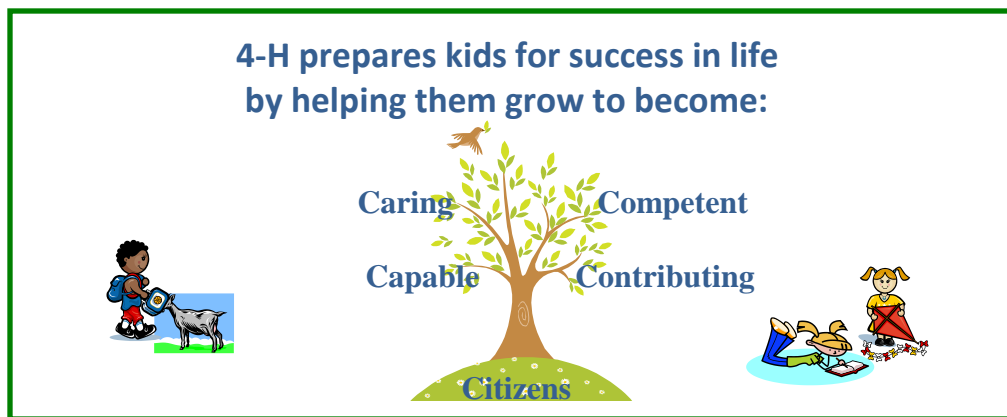 4-H prepares kids for success in life
by helping them grow to become:
Caring Competent
Capable Contributing
Citizens